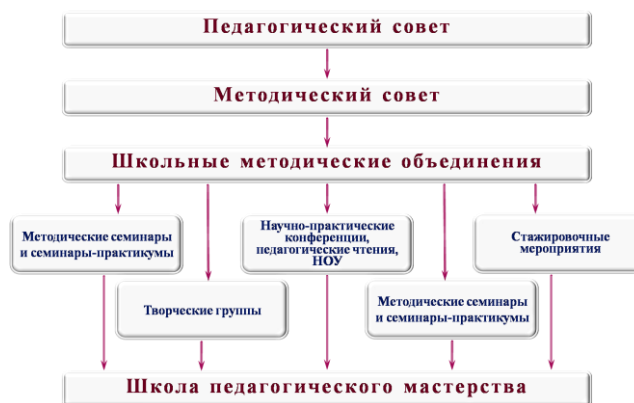 Педагогический совет
Методический совет
Школьные методические объединения
Методические семинары
и семинары-практикумы
Научно-практические
конференции,
педагогические чтения,
НОУ
Стажировочные
мероприятия
Творческие группы
Методические семинары
и семинары-практикумы
Школа педагогического мастерства